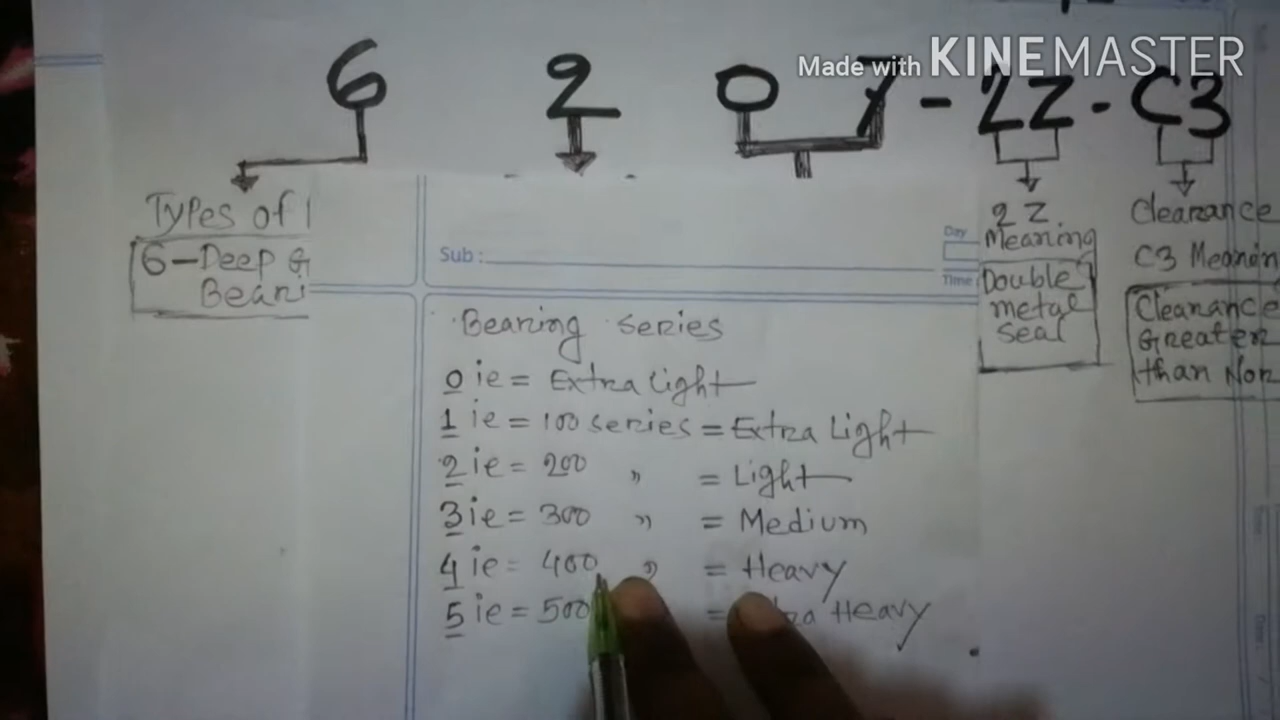 6 2 0 7 - 2Z - C3
Made with KINEMASTER
Types of
6 - Deep G
Beari
Sub :
Day
Time
2Z
Meaning
Double
metal
seal
Clearance
C3 Meanin
Clearance
Greater
than Nor
Bearing series
0 ie = Extra Light
1 ie = 100 series = Extra Light
2 ie = 200 " = Light
3 ie = 300 " = Medium
4 ie = 400 " = Heavy
5 ie = 500 = Heavy